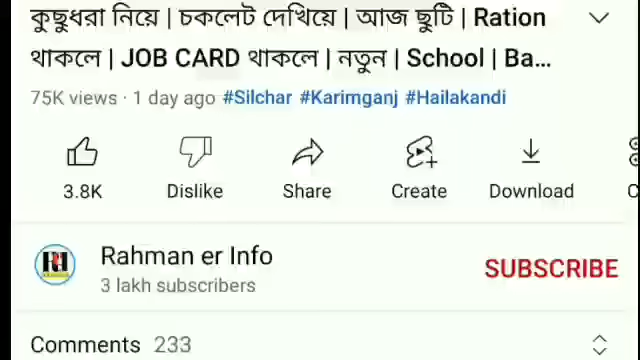 কুছুধরা নিয়ে | চকলেট দেখিয়ে | আজ ছুটি | Ration
থাকলে | JOB CARD থাকলে | নতুন | School | Ba...
75K views · 1 day ago #Silchar #Karimganj #Hailakandi
3.8K Dislike Share Create Download
Rahman er Info
SUBSCRIBE
3 lakh subscribers
Comments 233